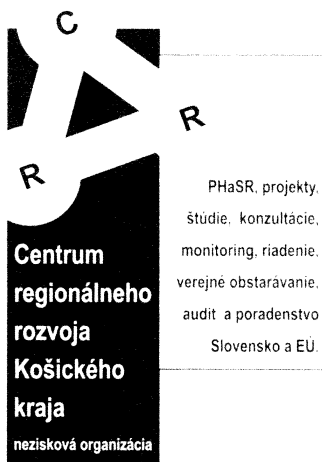 C
R
R
PHaSR, projekty,
štúdie, konzultácie,
monitoring, riadenie,
verejné obstarávanie,
audit a poradenstvo
Slovensko a EÚ.
Centrum
regionálneho
rozvoja
Košického
kraja
nezisková organizácia